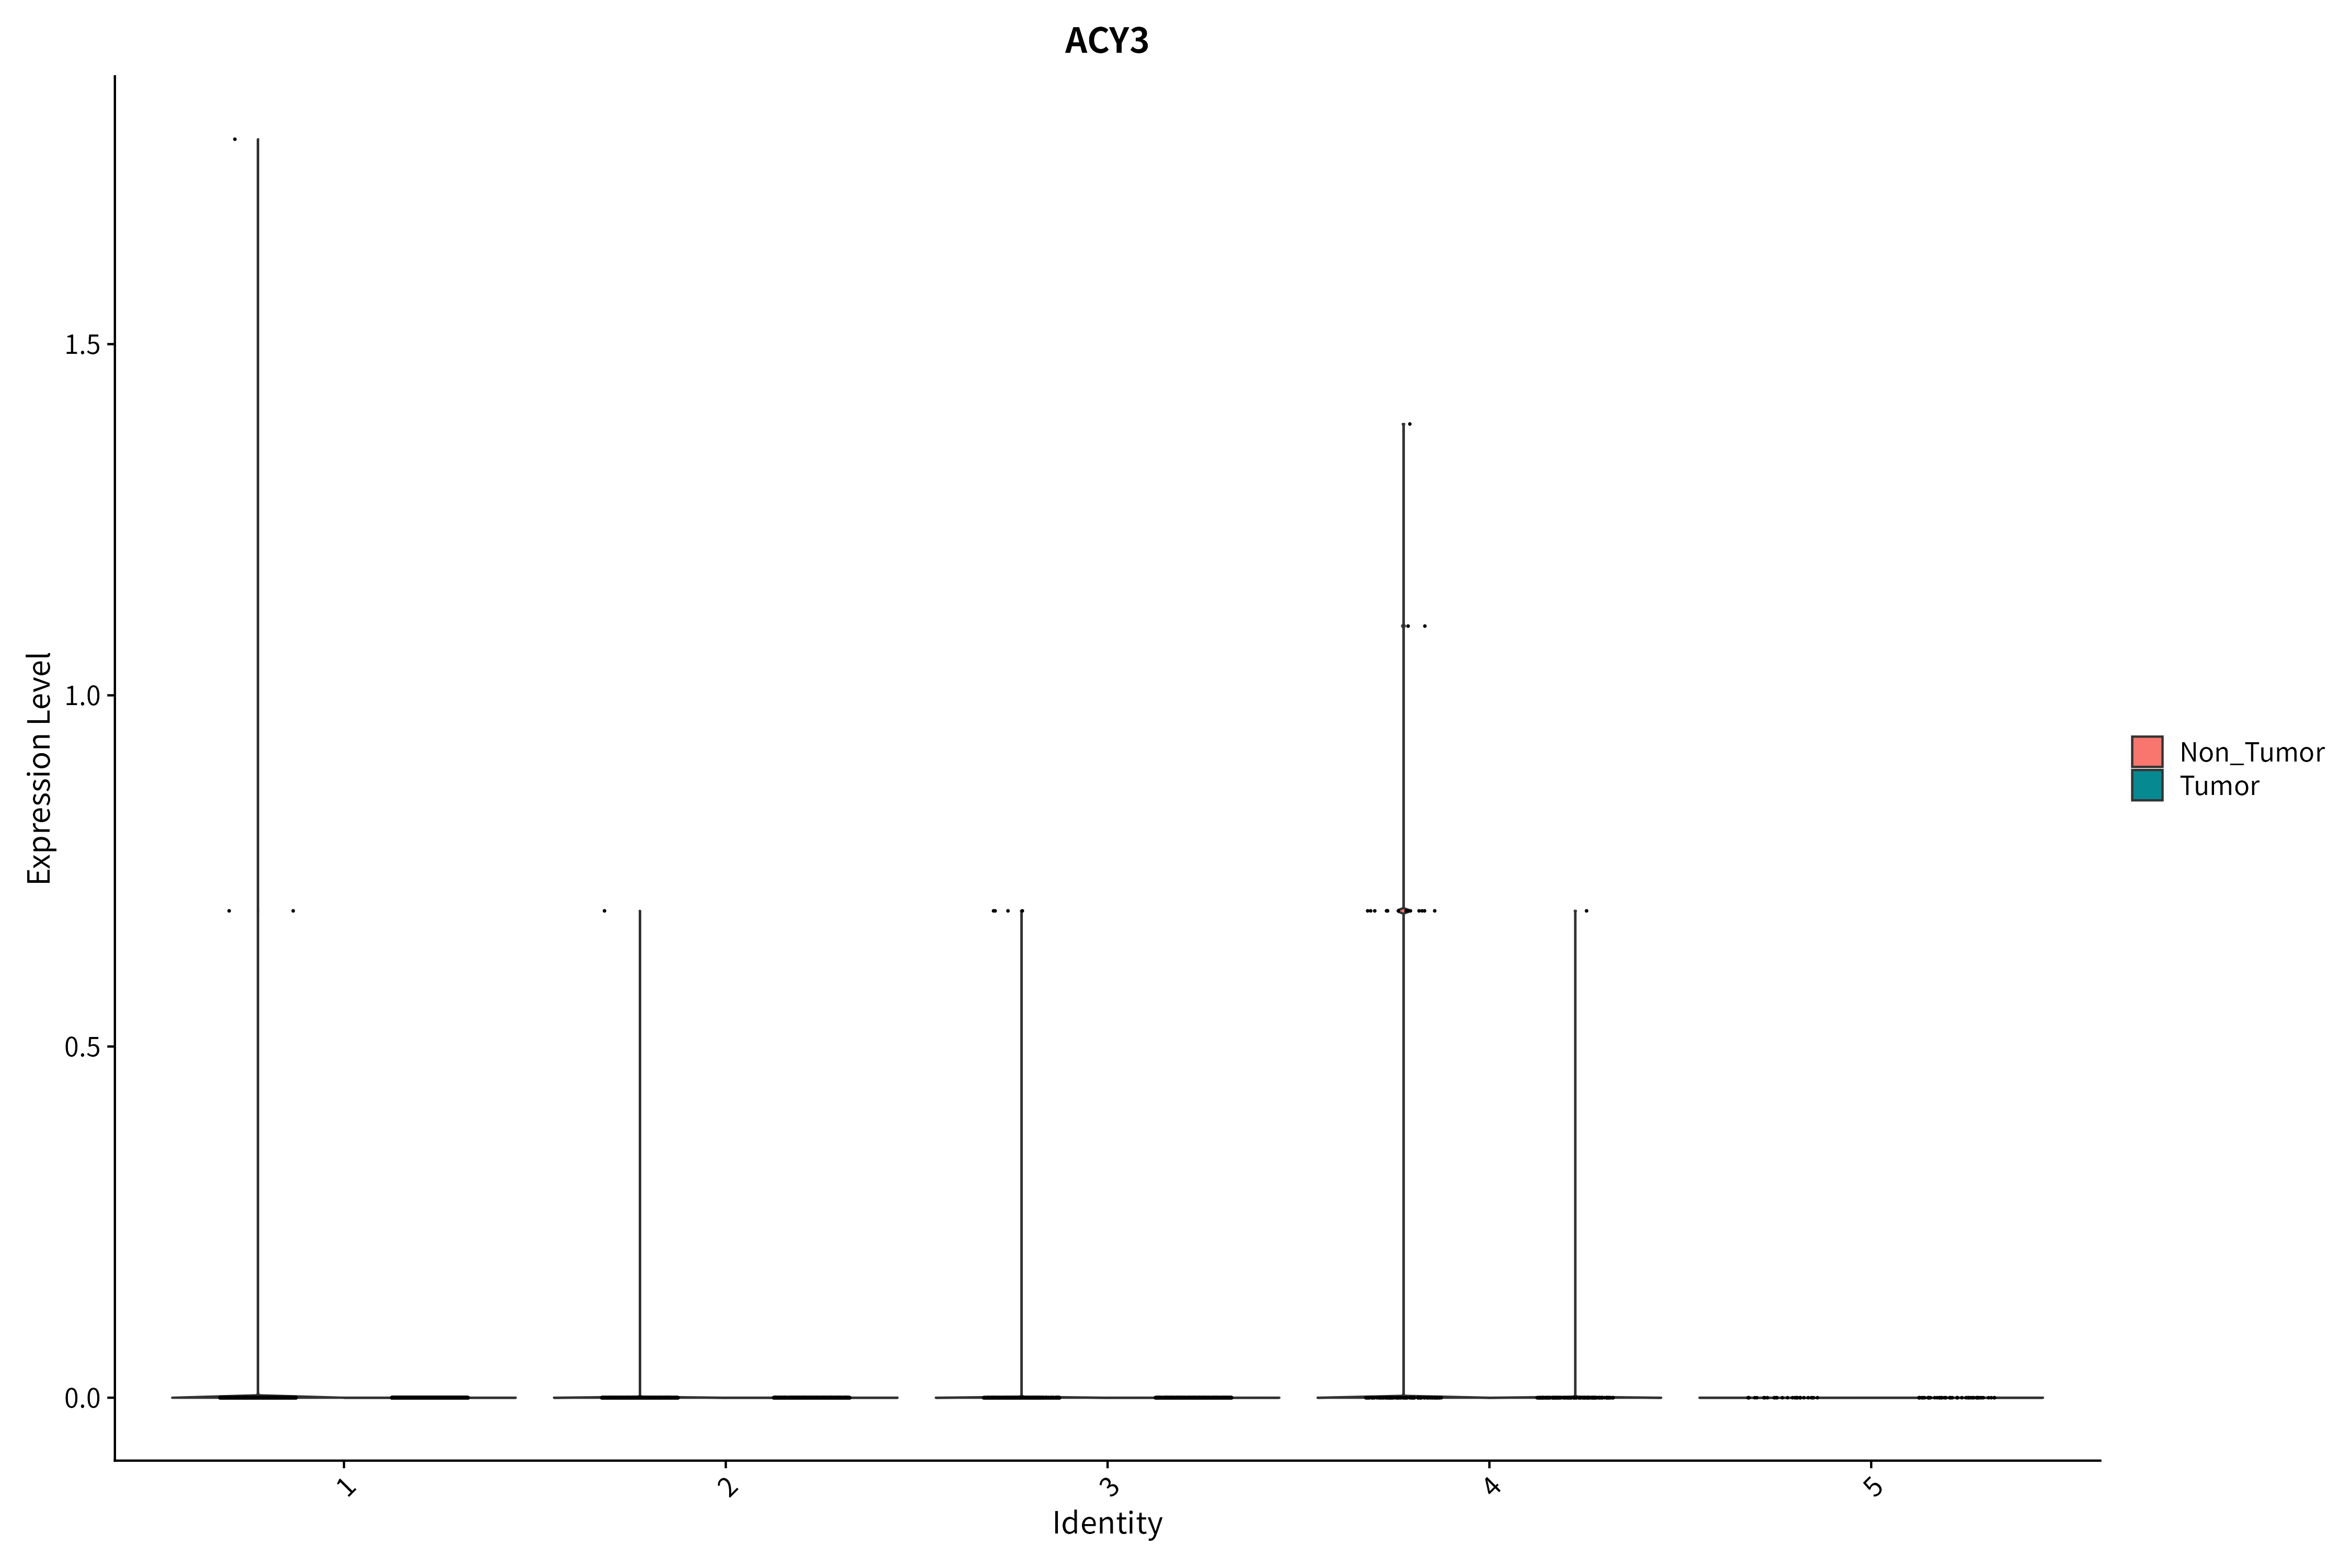 ACY3
Expression Level
1.5
1.0
0.5
0.0
1
2
3
4
5
Identity
Non_Tumor
Tumor